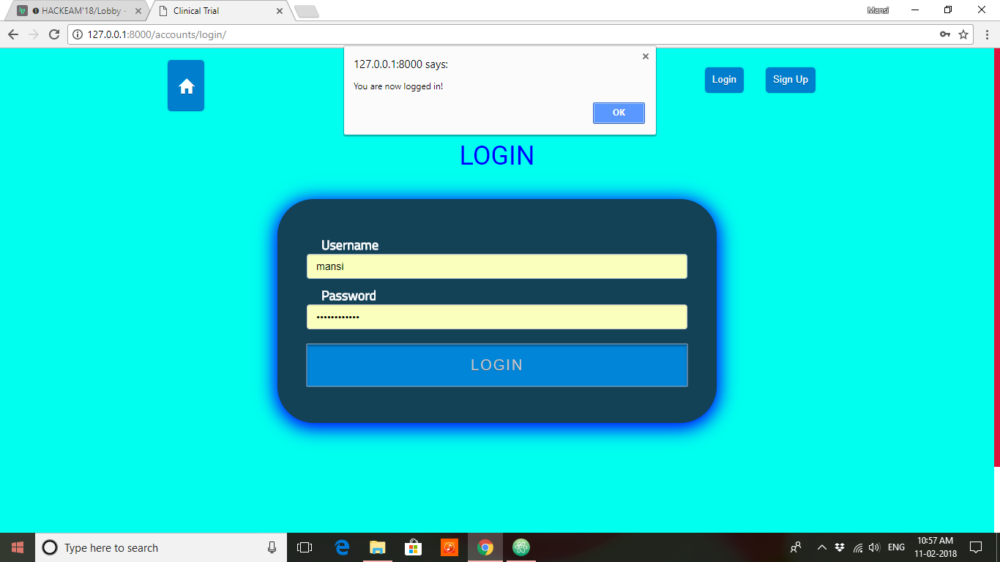 HACKEAM'18/Lobby -
Clinical Trial
Mansi
127.0.0.1:8000/accounts/login/
127.0.0.1:8000 says:
You are now logged in!
OK
Login
Sign Up
LOGIN
Username
mansi
Password
LOGIN
Type here to search
ENG
10:57 AM
11-02-2018